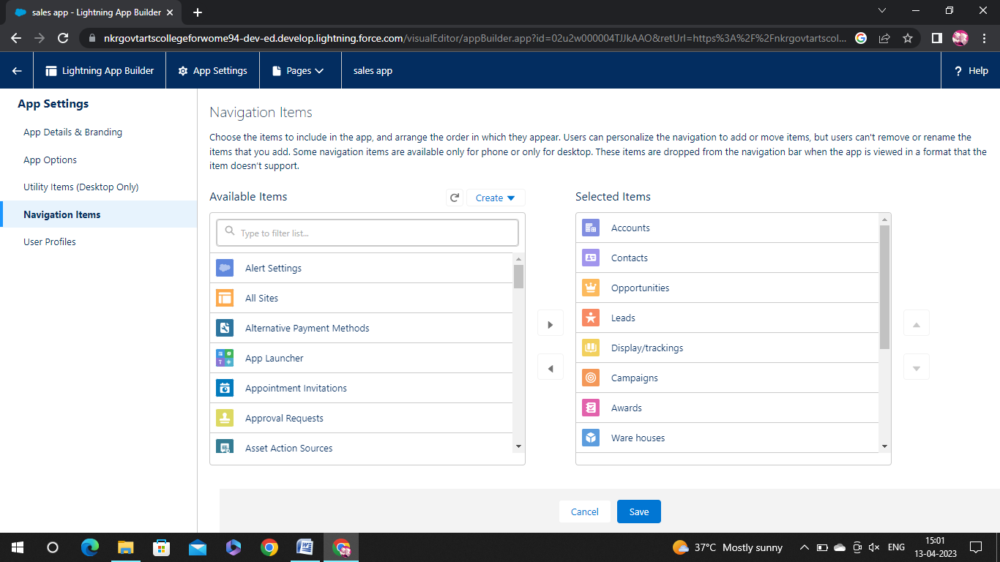 sales app - Lightning App Builder
nkrgovtartscollegeforwome94-dev-ed.develop.lightning.force.com/visualEditor/appBuilder.app?id=02u2w000004TJJkAAO&retUrl=https%3A%2F%2Fnkrgovtartscol...
Lightning App Builder
App Settings
Pages
sales app
? Help
App Settings
App Details & Branding
App Options
Utility Items (Desktop Only)
Navigation Items
User Profiles
Navigation Items
Choose the items to include in the app, and arrange the order in which they appear. Users can personalize the navigation to add or move items, but users can't remove or rename the
items that you add. Some navigation items are available only for phone or only for desktop. These items are dropped from the navigation bar when the app is viewed in a format that the
item doesn't support.
Available Items
Create
Type to filter list...
Alert Settings
All Sites
Alternative Payment Methods
App Launcher
Appointment Invitations
Approval Requests
Asset Action Sources
Selected Items
Accounts
Contacts
Opportunities
Leads
Display/trackings
Campaigns
Awards
Ware houses
Cancel
Save
37°C Mostly sunny
ENG
15:01
13-04-2023